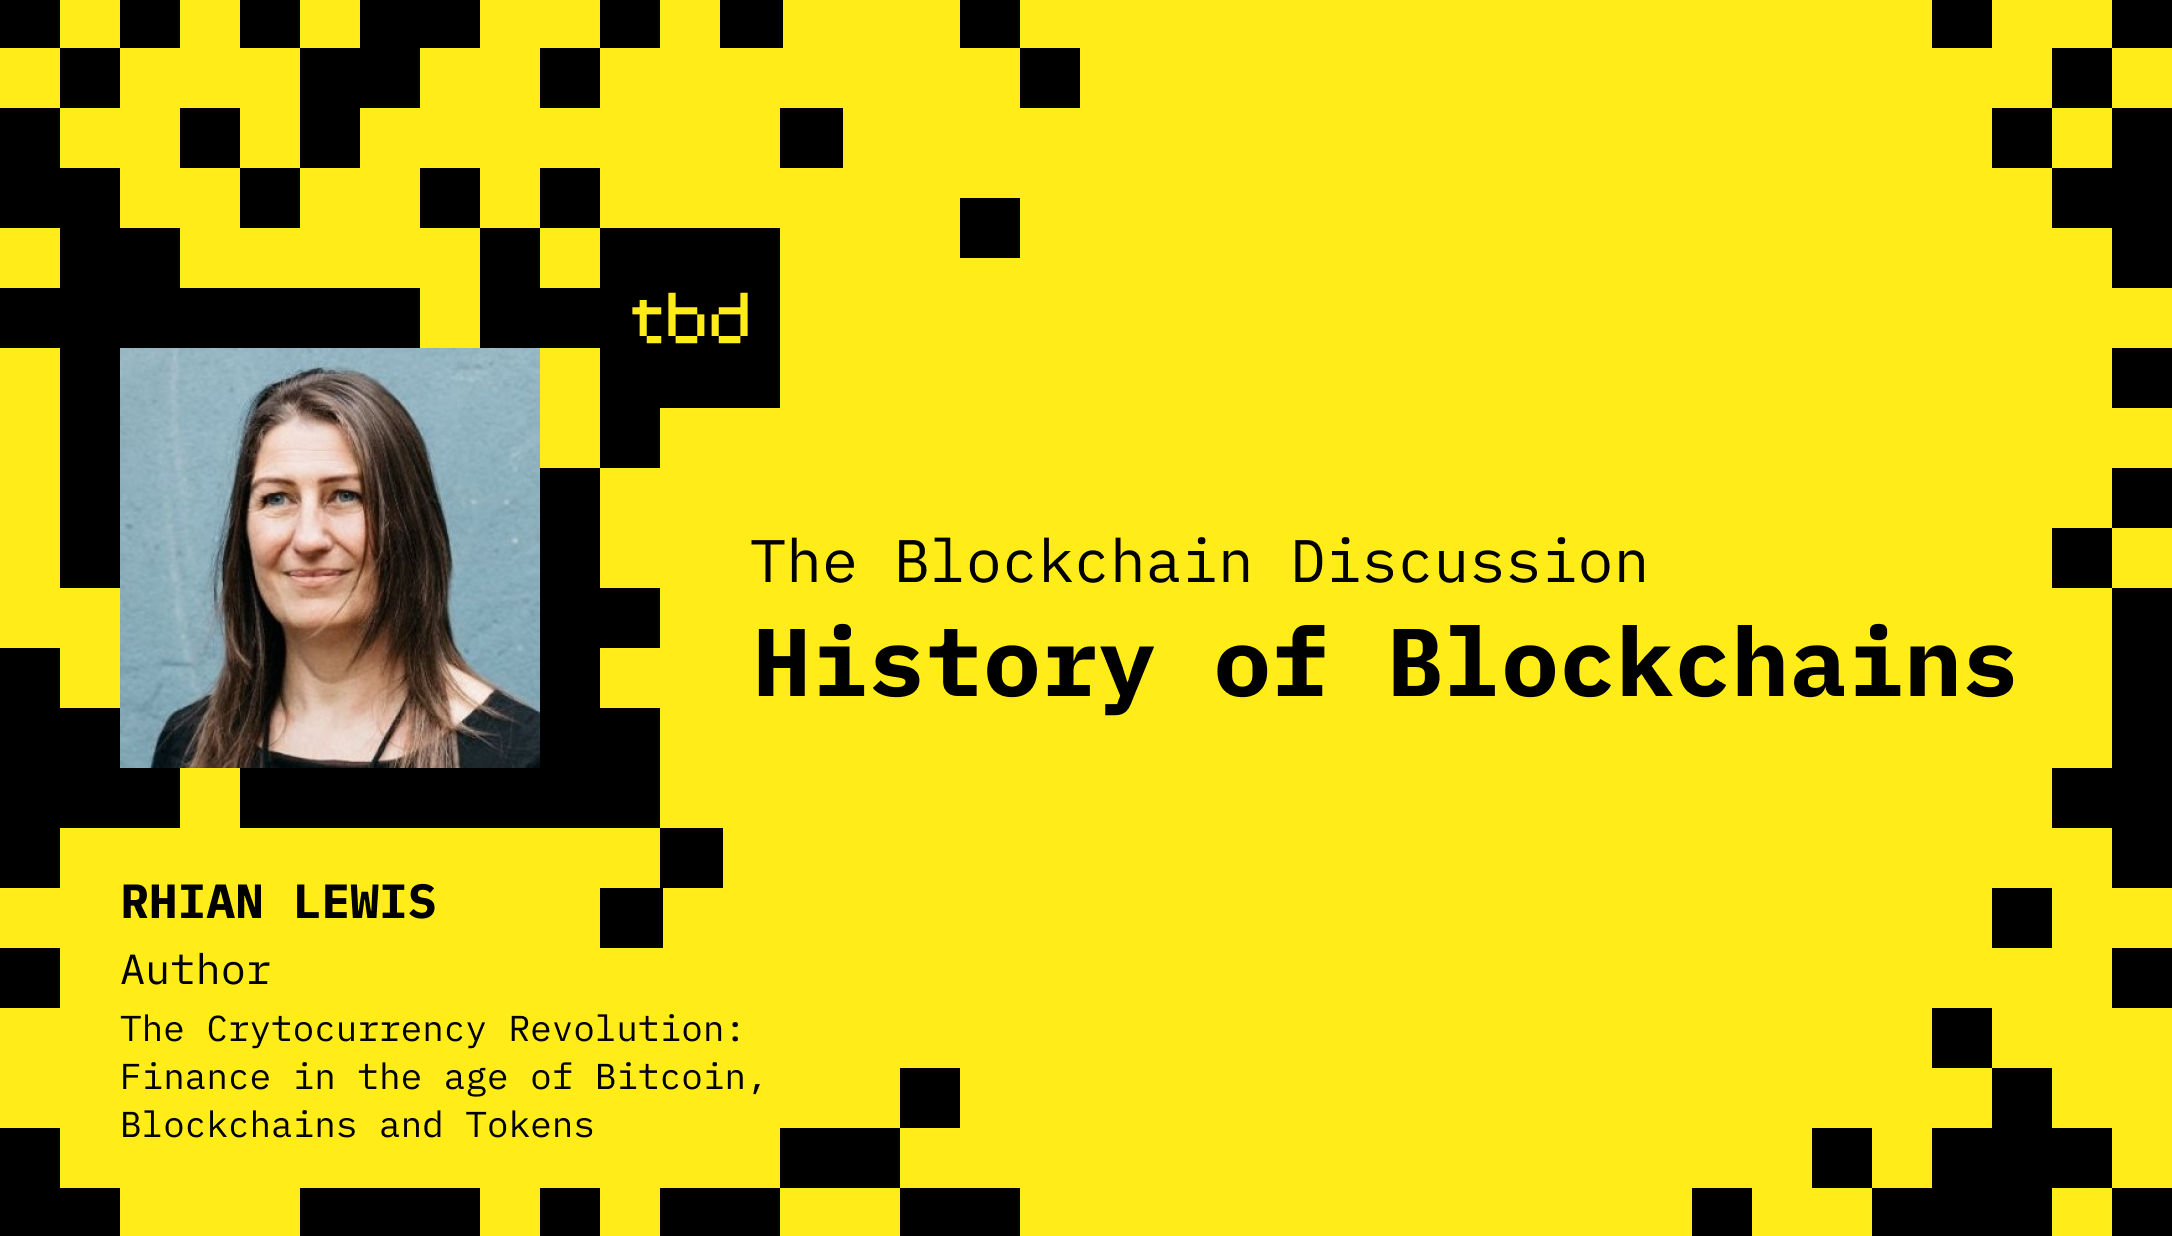 tbd
The Blockchain Discussion
History of Blockchains
RHIAN LEWIS
Author
The Crytocurrency Revolution:
Finance in the age of Bitcoin,
Blockchains and Tokens